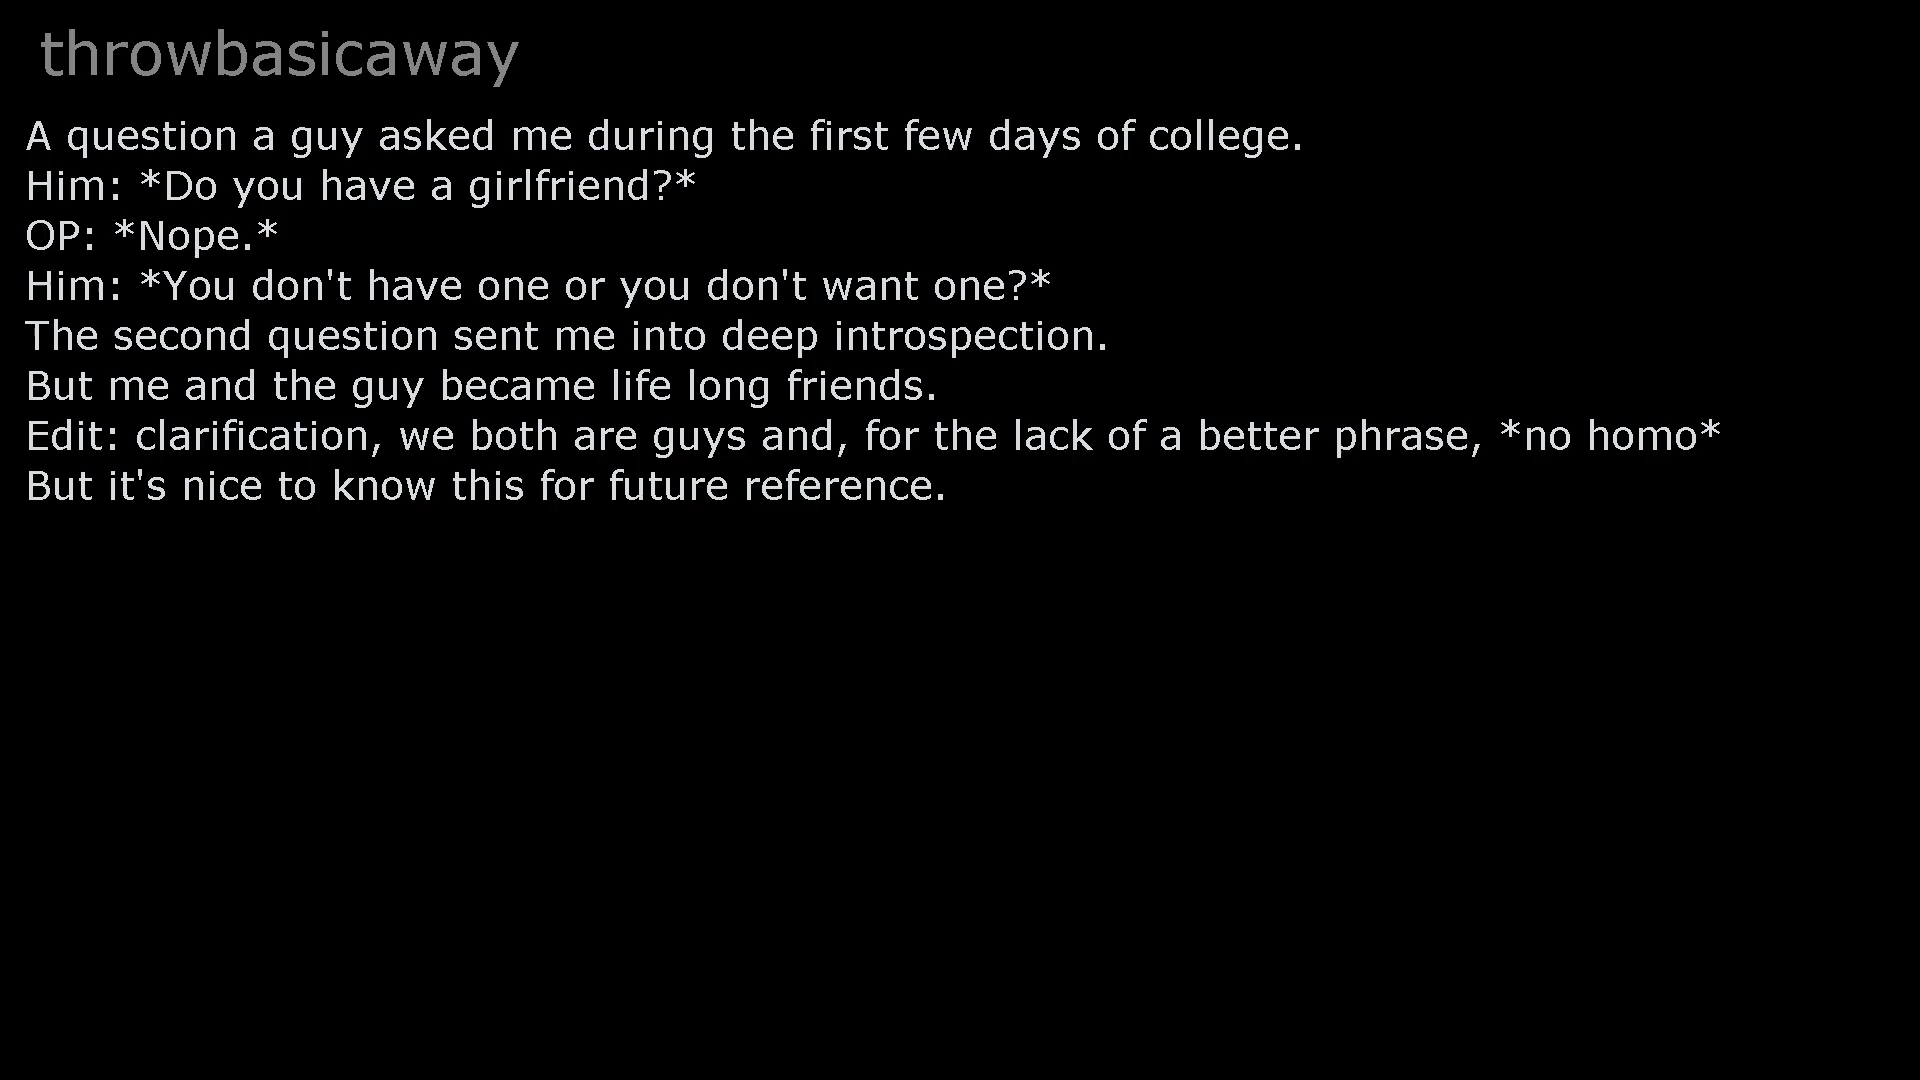 throwbasicaway
A question a guy asked me during the first few days of college.
Him: *Do you have a girlfriend?*
OP: *Nope.*
Him: *You don't have one or you don't want one?*
The second question sent me into deep introspection.
But me and the guy became life long friends.
Edit: clarification, we both are guys and, for the lack of a better phrase, *no homo*
But it's nice to know this for future reference.